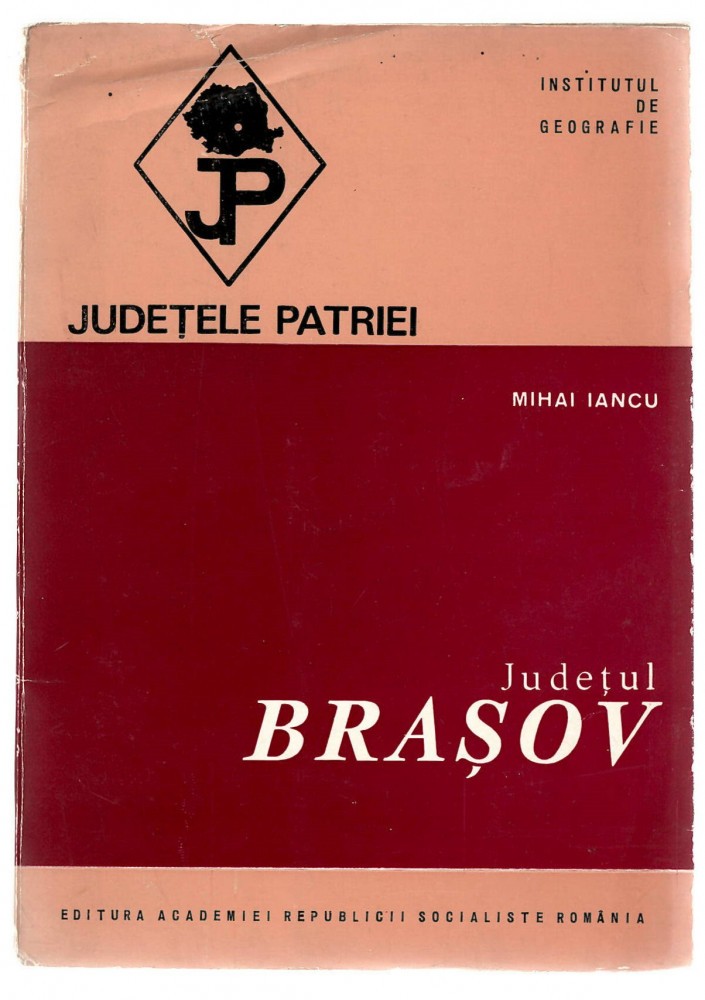 JP
INSTITUTUL
DE
GEOGRAFIE
JUDEȚELE PATRIEI
MIHAI IANCU
Județul
BRAȘOV
EDITURA ACADEMIEI REPUBLICII SOCIALISTE ROMÂNIA